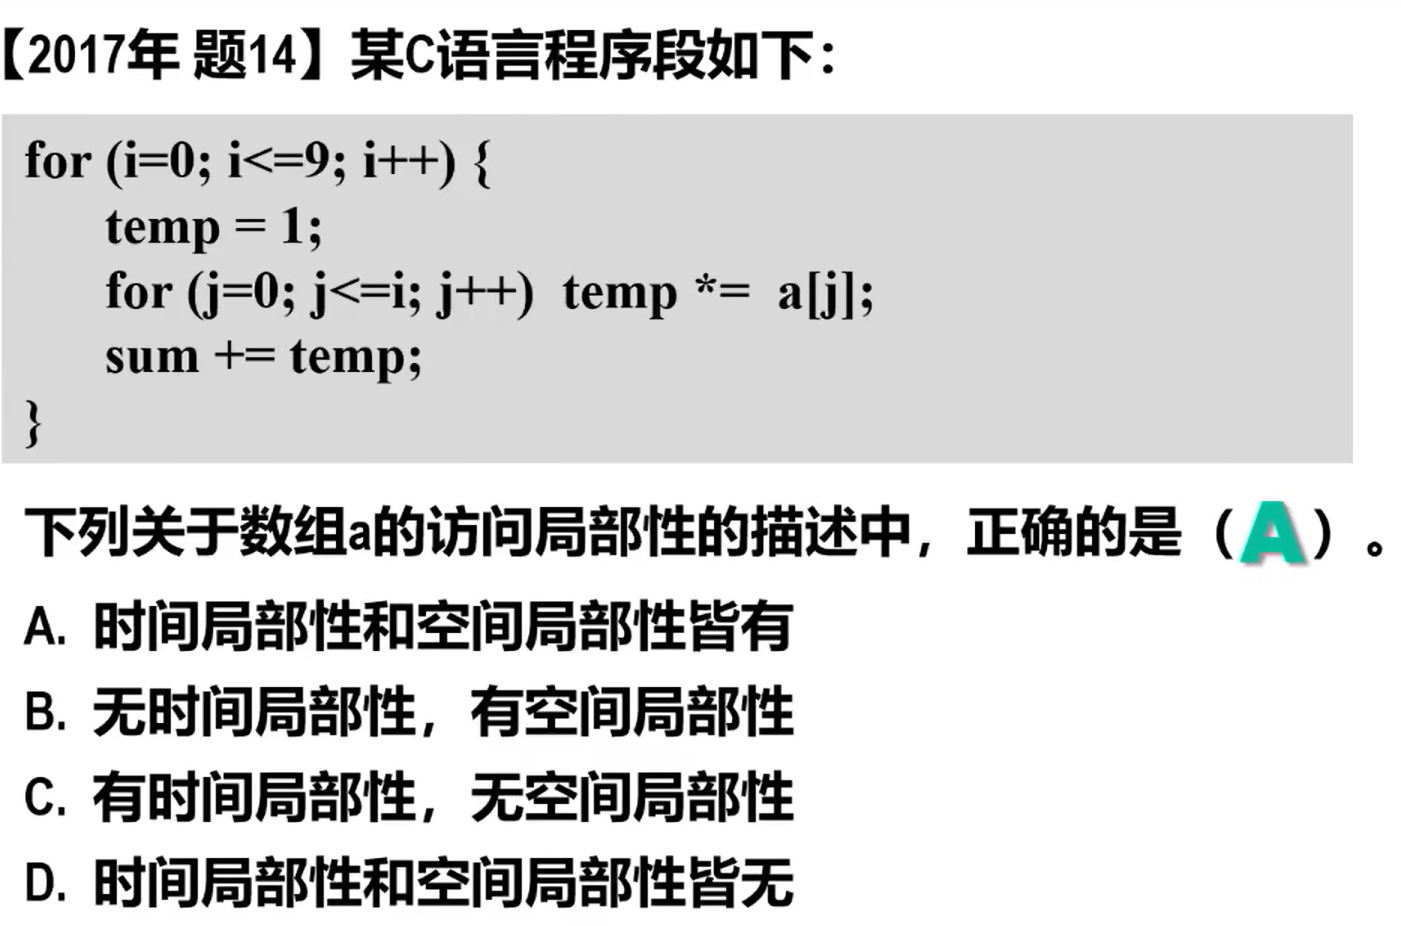 【2017年 题14】某C语言程序段如下：
for (i=0; i<=9; i++) {
temp = 1;
for (j=0; j<=i; j++)  temp *=  a[j];
sum += temp;
}
下列关于数组a的访问局部性的描述中，正确的是（A）。
A. 时间局部性和空间局部性皆有
B. 无时间局部性，有空间局部性
C. 有时间局部性，无空间局部性
D. 时间局部性和空间局部性皆无